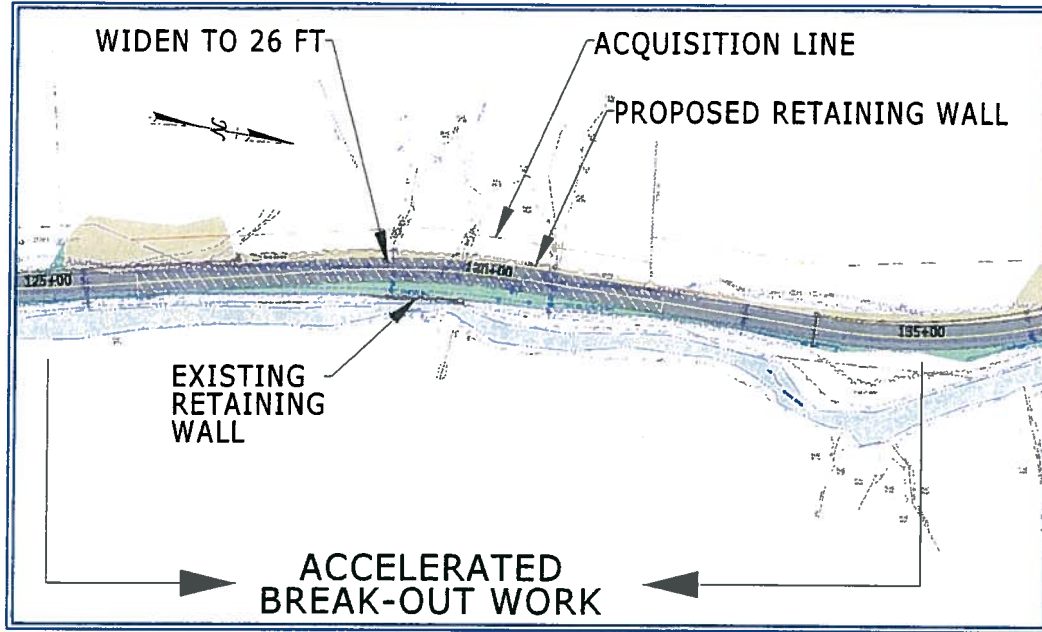 WIDEN TO 26 FT
ACQUISITION LINE
PROPOSED RETAINING WALL
125+00
130+00
135+00
EXISTING
RETAINING
WALL
ACCELERATED
BREAK-OUT WORK